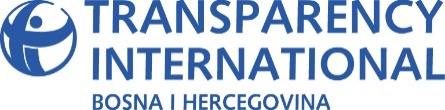 TRANSPARENCY
INTERNATIONAL
BOSNA I HERCEGOVINA